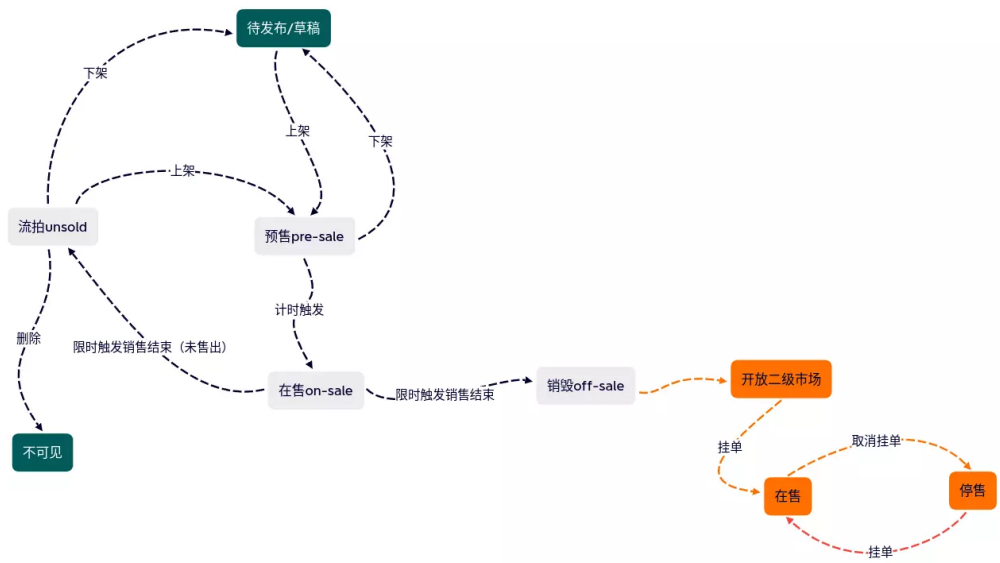 待发布/草稿
下架
上架
下架
上架
流拍unsold
预售pre-sale
计时触发
删除
限时触发销售结束（未售出）
在售on-sale
限时触发销售结束
销毁off-sale
开放二级市场
挂单
取消挂单
不可见
在售
停售
挂单